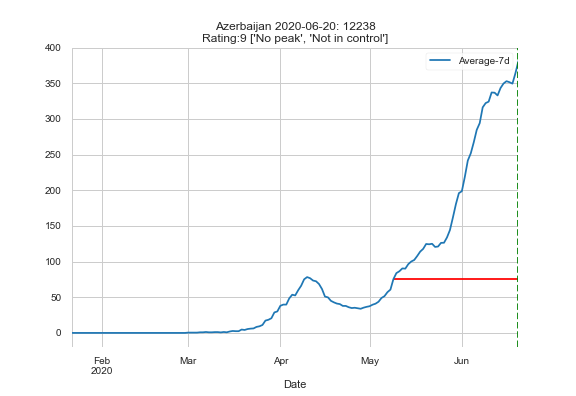 Azerbaijan 2020-06-20: 12238
Rating:9 ['No peak', 'Not in control']
Average-7d
400
350
300
250
200
150
100
50
0
Feb
2020
Mar
Apr
May
Jun
Date